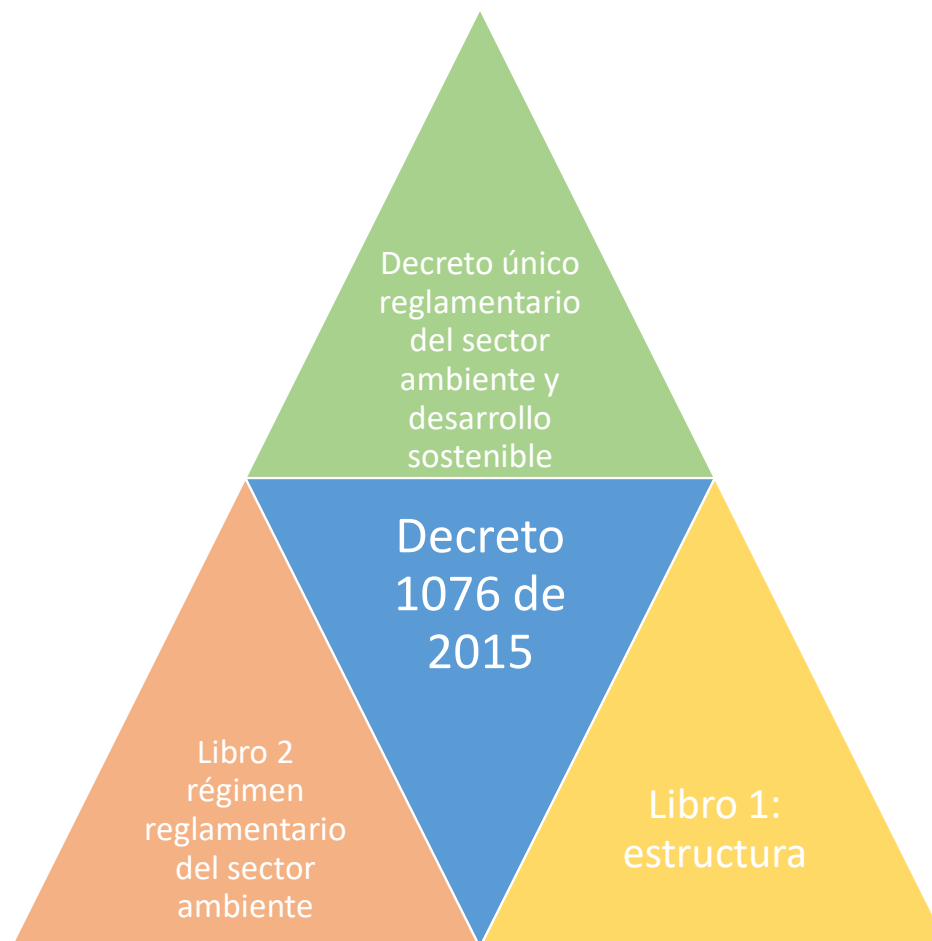 Decreto único
reglamentario
del sector
ambiente y
desarrollo
sostenible
Decreto
1076 de
2015
Libro 2
régimen
reglamentario
del sector
ambiente
Libro 1:
estructura